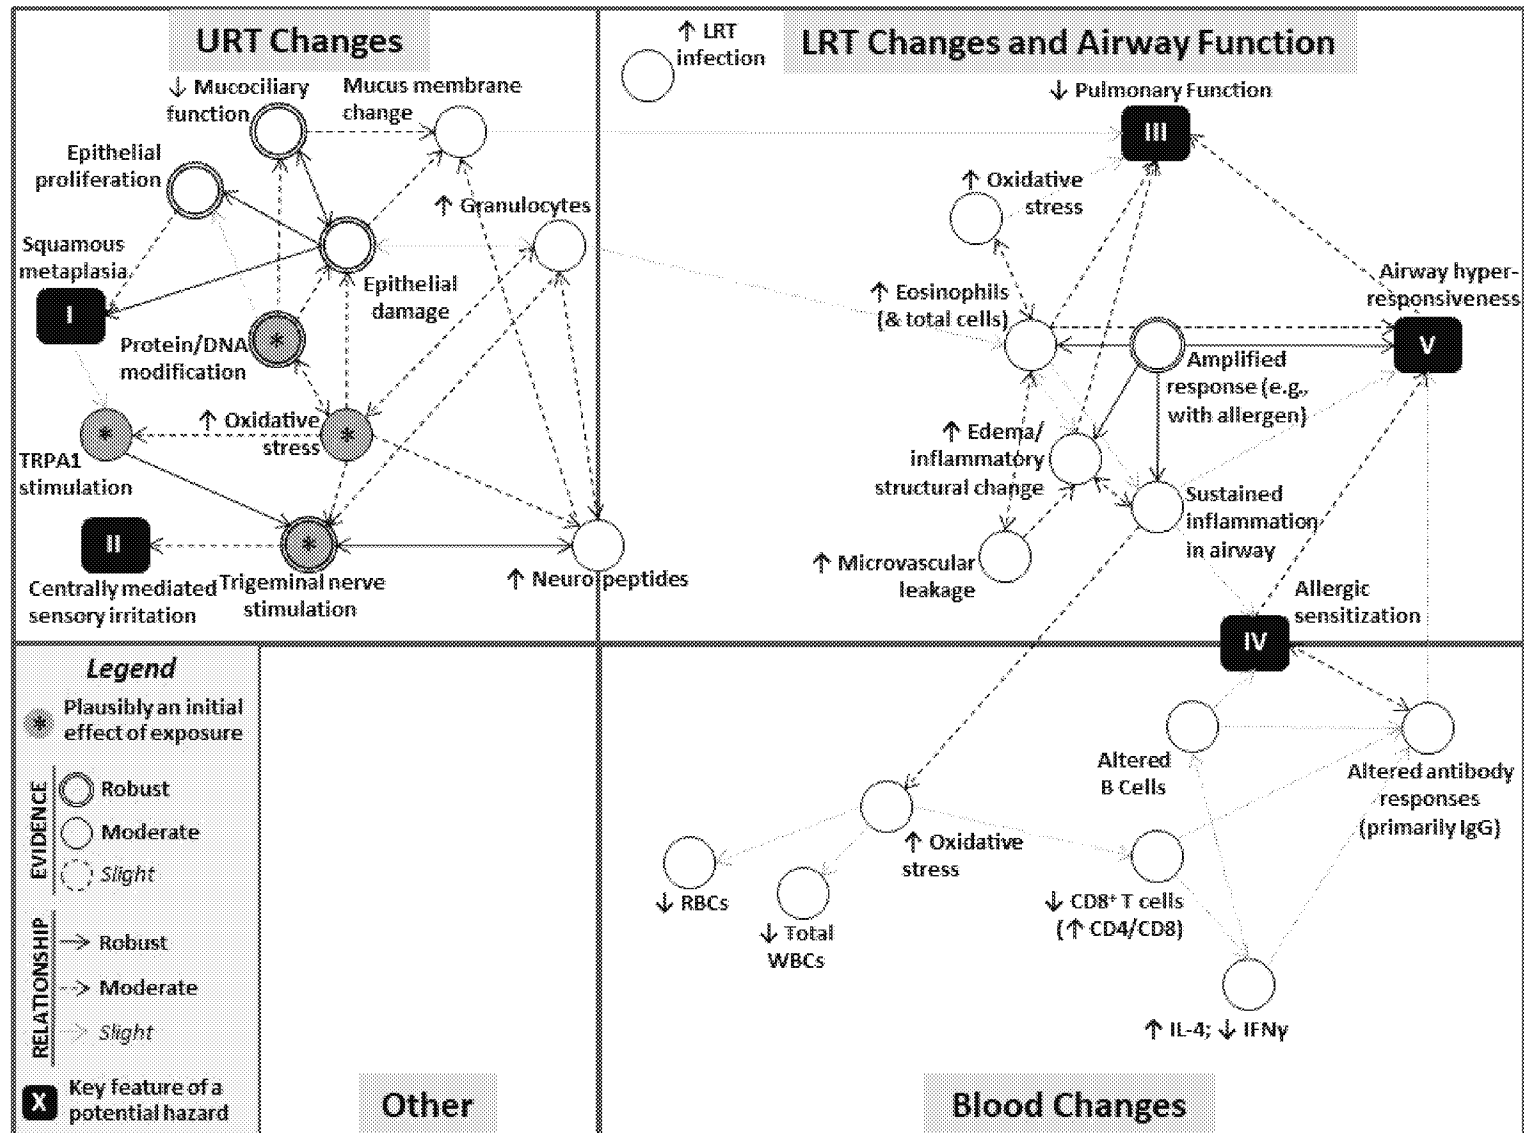 URT Changes
LRT Changes and Airway Function
↑ LRT
infection
↓ Mucociliary
function
Mucus membrane
change
↓ Pulmonary Function
III
Epithelial
proliferation
↑ Granulocytes
↑ Oxidative
stress
Squamous
metaplasia
I
Epithelial
damage
Airway hyper-
responsiveness
V
↑ Eosinophils
(& total cells)
*
Protein/DNA
modification
Amplified
response (e.g.,
with allergen)
↑ Oxidative
stress
*
*
TRPA1
stimulation
↑ Edema/
inflammatory
structural change
Sustained
inflammation
in airway
II
Centrally mediated
sensory irritation
*
Trigeminal nerve
stimulation
↑ Neuropeptides
↑ Microvascular
leakage
Allergic
sensitization
IV
Legend
*
Plausibly an initial
effect of exposure
EVIDENCE
Robust
Moderate
Slight
RELATIONSHIP
Robust
Moderate
Slight
X
Key feature of a
potential hazard
Other
Altered
B Cells
Altered antibody
responses
(primarily IgG)
↑ Oxidative
stress
↓ RBCs
↓ Total
WBCs
↓ CD8⁺ T cells
(↑ CD4/CD8)
↑ IL-4; ↓ IFNγ
Blood Changes